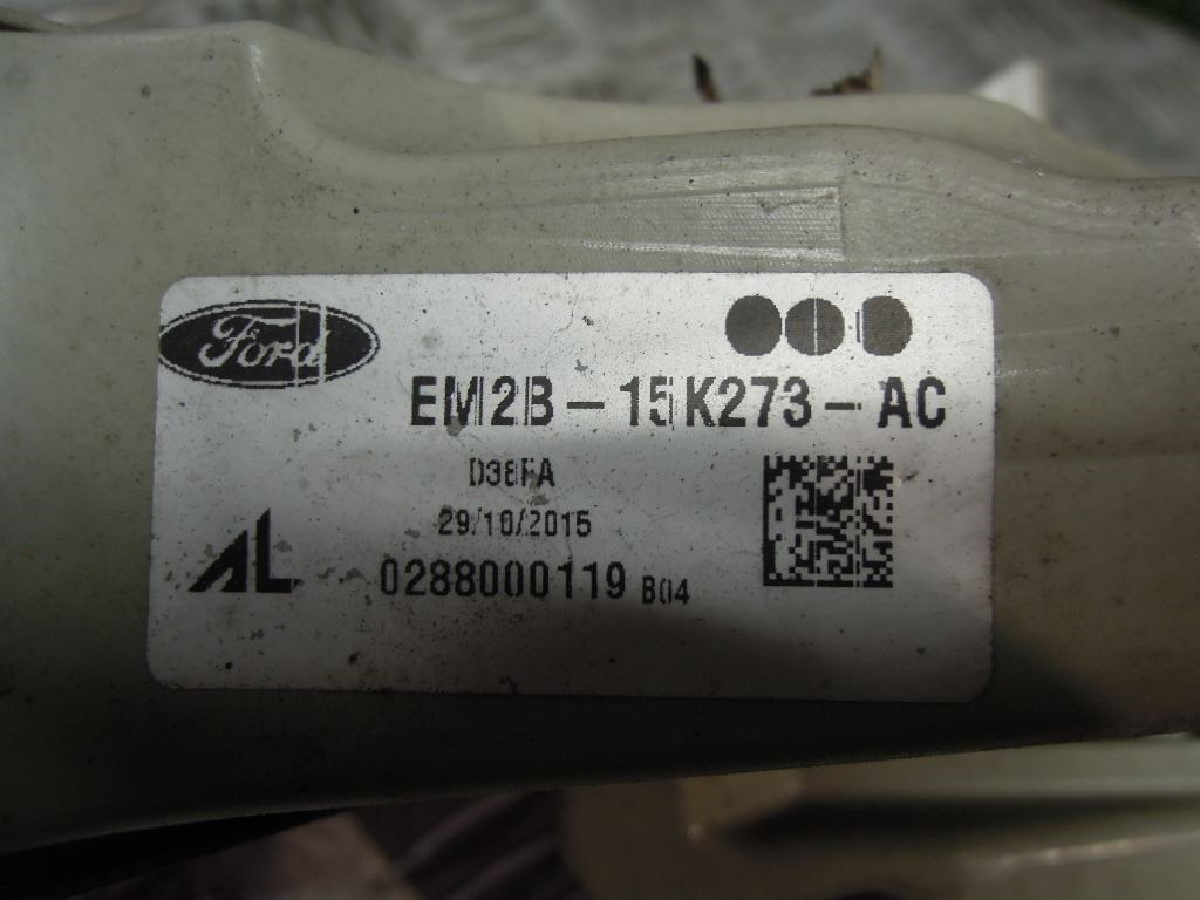 Ford
EM2B-15K273-AC
D38FA
29/10/2015
AL
0288000119 B04